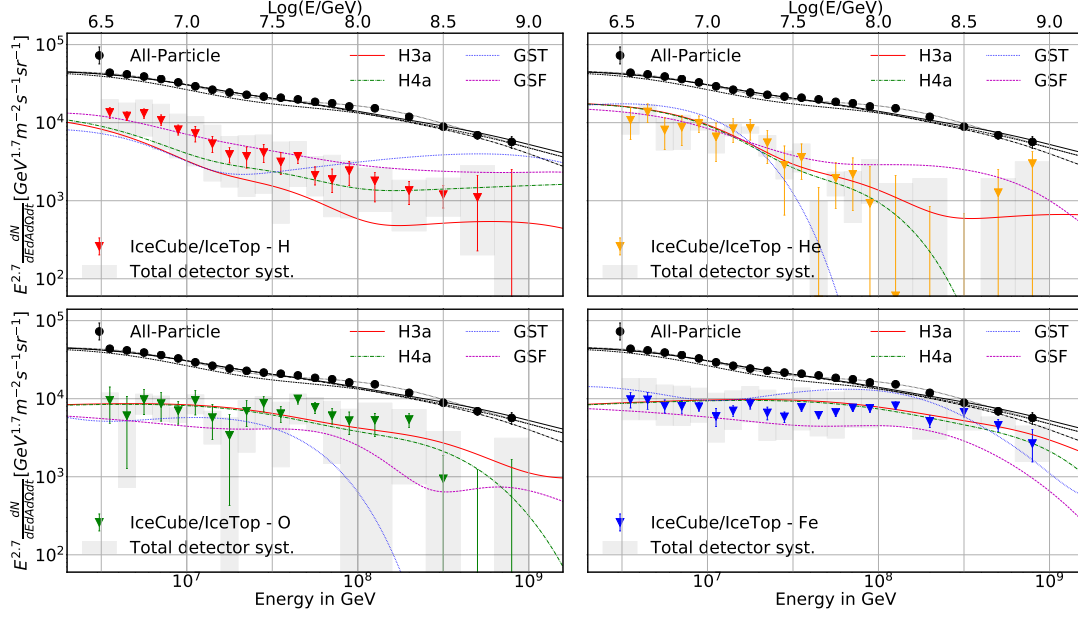 Log(E/GeV) Log(E/GeV)
6.5 7.0 7.5 8.0 8.5 9.0 6.5 7.0 7.5 8.0 8.5 9.0
10^5
10^4
10^3
10^2
E^{2.7} dN/dEdAdΩdt [GeV^{1.7}m^{-2}s^{-1}sr^{-1}]
All-Particle H3a GST
H4a GSF
IceCube/IceTop - H
Total detector syst.
All-Particle H3a GST
H4a GSF
IceCube/IceTop - He
Total detector syst.
10^5
10^4
10^3
10^2
E^{2.7} dN/dEdAdΩdt [GeV^{1.7}m^{-2}s^{-1}sr^{-1}]
All-Particle H3a GST
H4a GSF
IceCube/IceTop - O
Total detector syst.
All-Particle H3a GST
H4a GSF
IceCube/IceTop - Fe
Total detector syst.
10^7 10^8 10^9 10^7 10^8 10^9
Energy in GeV Energy in GeV